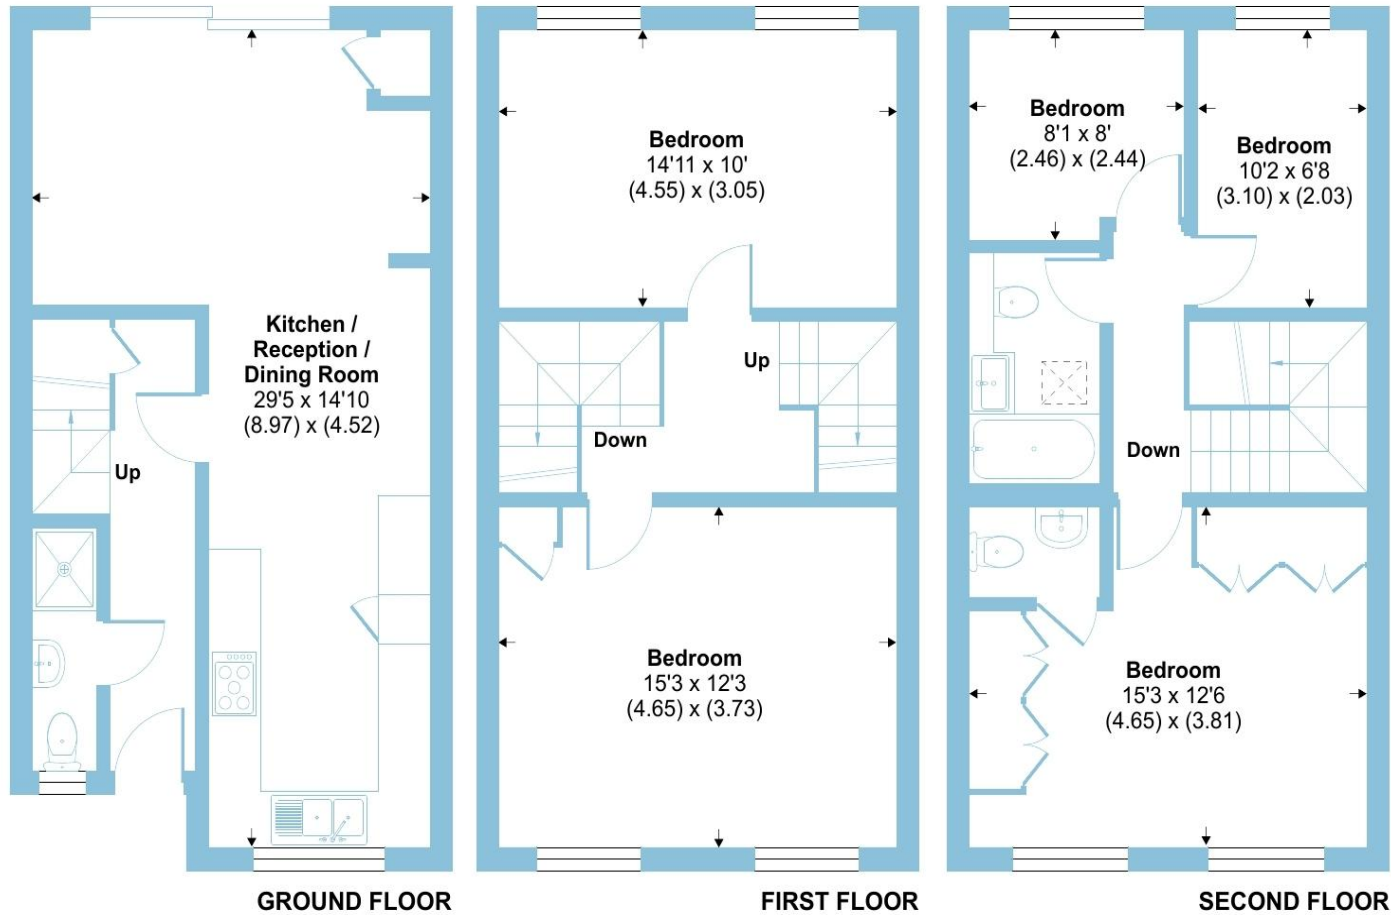 Kitchen /
Reception /
Dining Room
29'5 x 14'10
(8.97) x (4.52)
Up
GROUND FLOOR
Bedroom
14'11 x 10'
(4.55) x (3.05)
Up
Down
Bedroom
15'3 x 12'3
(4.65) x (3.73)
FIRST FLOOR
Bedroom
8'1 x 8'
(2.46) x (2.44)
Bedroom
10'2 x 6'8
(3.10) x (2.03)
Down
Bedroom
15'3 x 12'6
(4.65) x (3.81)
SECOND FLOOR